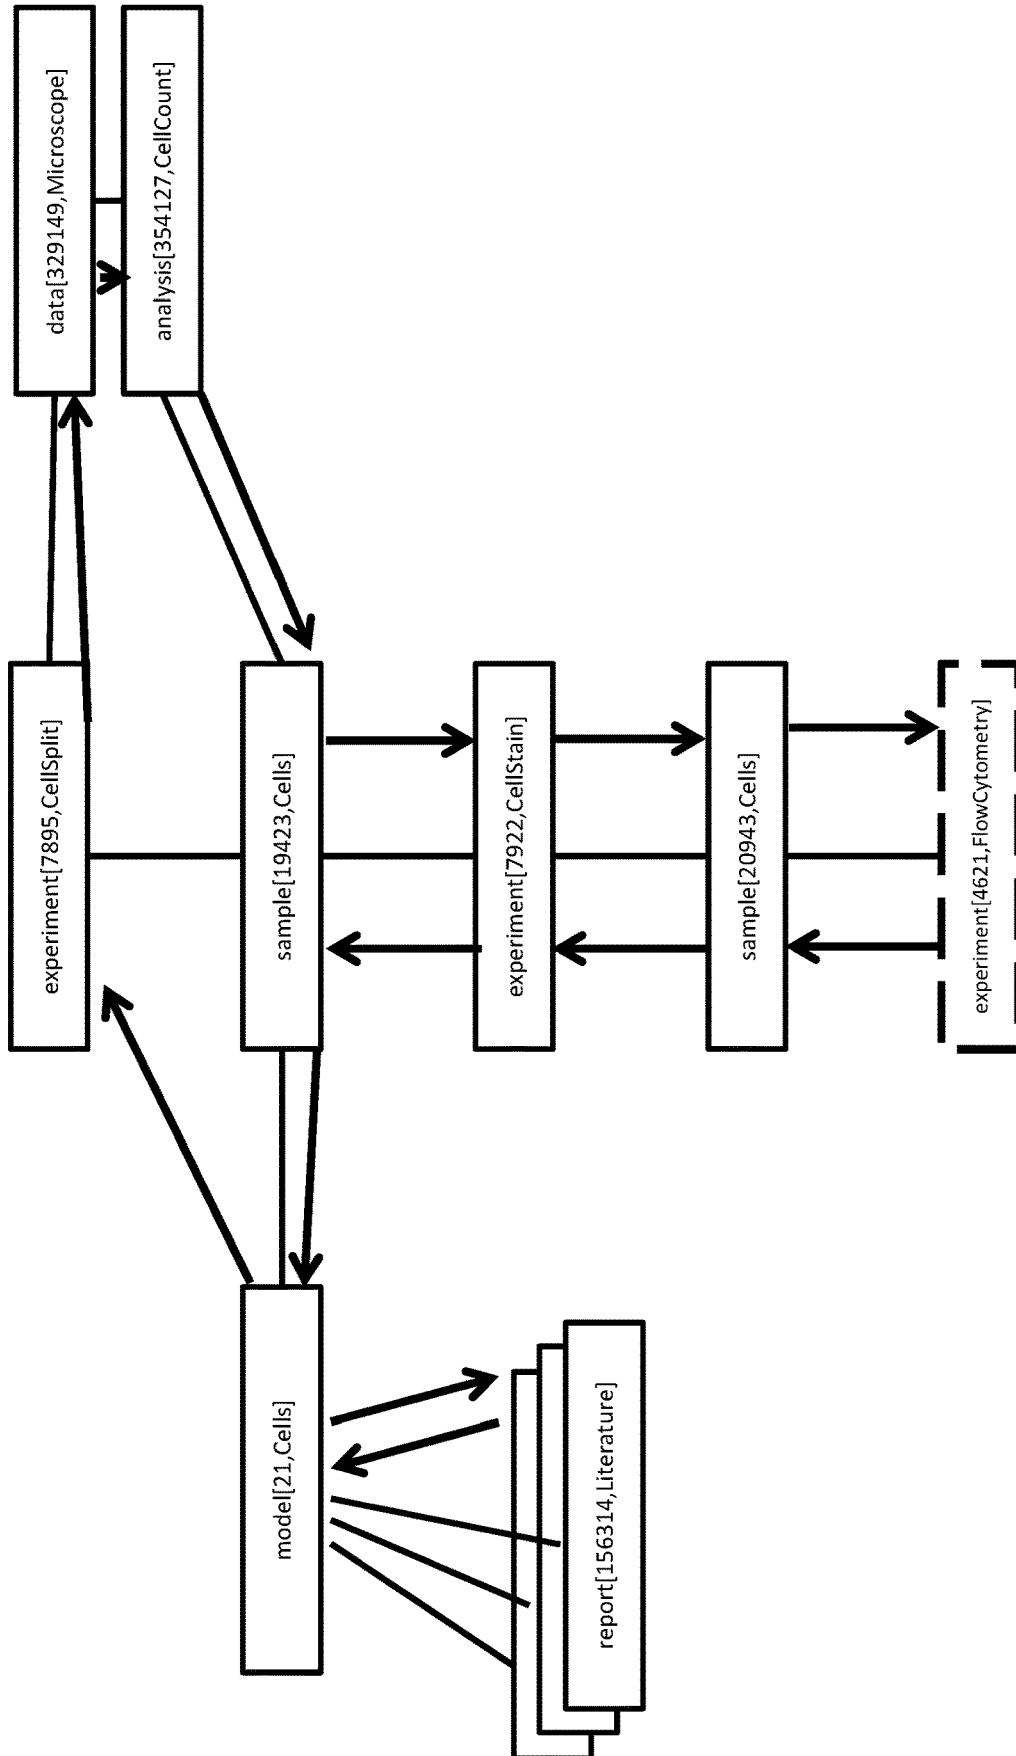 model[21,Cells]
report[156314,Literature]
experiment[7895,CellSplit]
sample[19423,Cells]
experiment[7922,CellStain]
sample[20943,Cells]
experiment[4621,FlowCytometry]
data[329149,Microscope]
analysis[354127,CellCount]